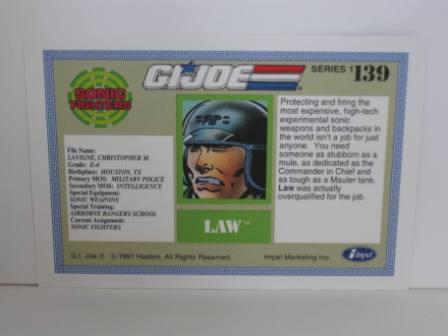 SONIC
FIGHTERS
G.I. JOE
SERIES 1 139
File Name:
LAVIGNE, CHRISTOPHER M.
Grade: E-4
Birthplace: HOUSTON, TX
Primary MOS: MILITARY POLICE
Secondary MOS: INTELLIGENCE
Special Equipment:
SONIC WEAPONS
Special Training:
AIRBORNE RANGERS SCHOOL
Current Assignment:
SONIC FIGHTERS
MP
LAW™
Protecting and firing the
most expensive, high-tech
experimental sonic
weapons and backpacks in
the world isn't a job for just
anyone. You need
someone as stubborn as a
mule, as dedicated as the
Commander in Chief and
as tough as a Mauler tank.
Law was actually
overqualified for the job.
G.I. Joe ® © 1991 Hasbro. All Rights Reserved.
Impel Marketing Inc.
impel